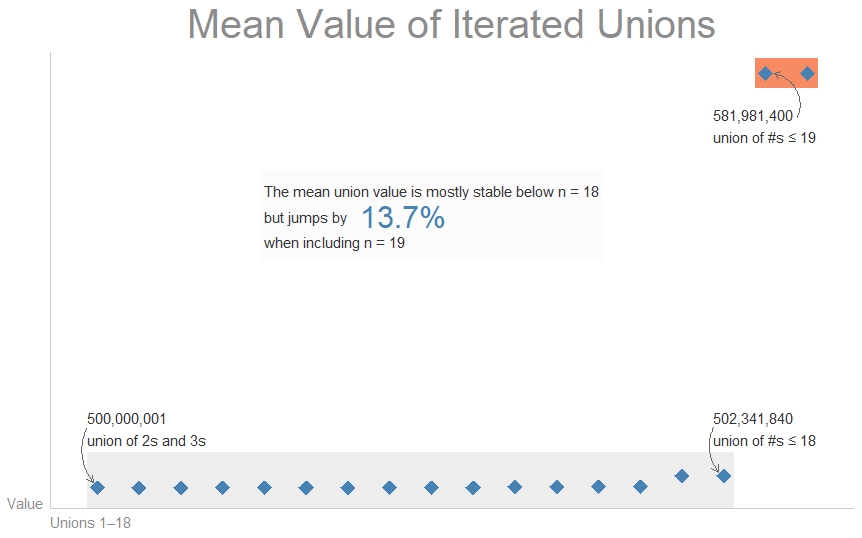 Mean Value of Iterated Unions
581,981,400
union of #s ≤ 19
The mean union value is mostly stable below n = 18
but jumps by 13.7%
when including n = 19
500,000,001
union of 2s and 3s
502,341,840
union of #s ≤ 18
Value
Unions 1–18